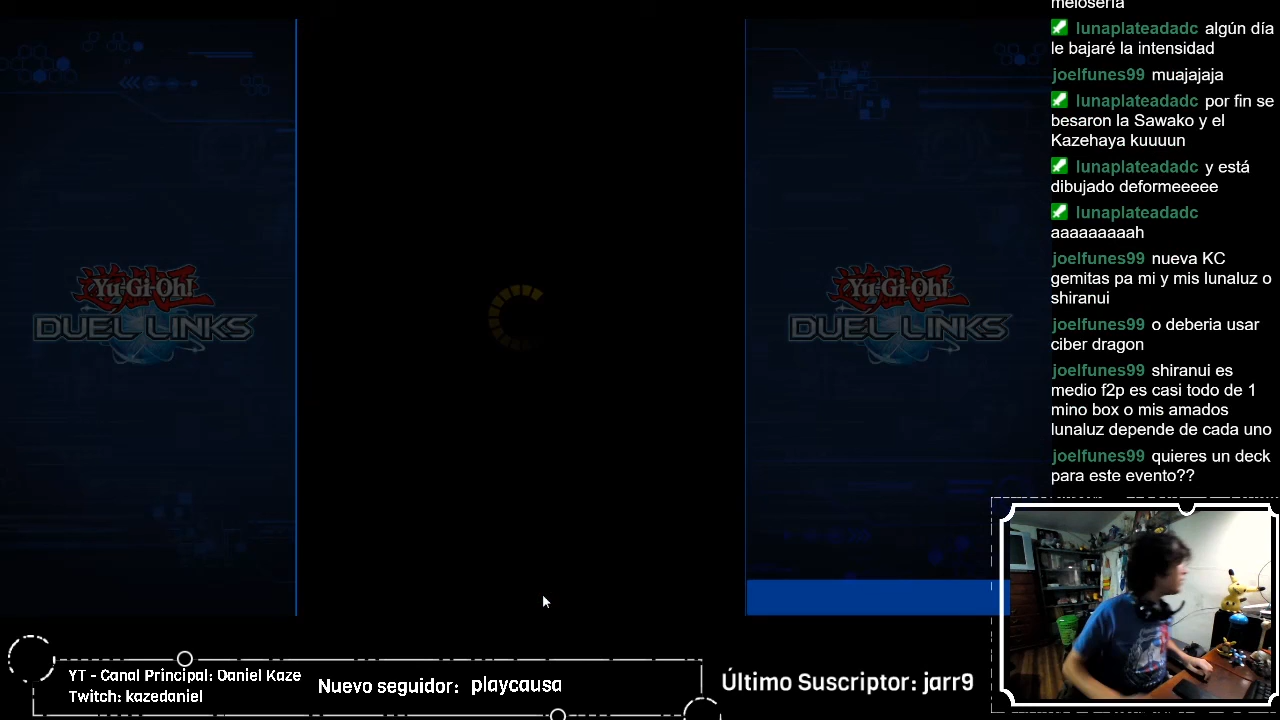 melosería
lunaplateadadc algún día
le bajaré la intensidad
joelfunes99 muajajaja
lunaplateadadc por fin se
besaron la Sawako y el
Kazehaya kuuuun
lunaplateadadc y está
dibujado deformeeeee
lunaplateadadc
aaaaaaaaah
joelfunes99 nueva KC
gemitas pa mi y mis lunaluz o
shiranui
joelfunes99 o deberia usar
ciber dragon
joelfunes99 shiranui es
medio f2p es casi todo de 1
mino box o mis amados
lunaluz depende de cada uno
joelfunes99 quieres un deck
para este evento??
Yu-Gi-Oh!
DUEL LINKS
Yu-Gi-Oh!
DUEL LINKS
YT - Canal Principal: Daniel Kaze
Twitch: kazedaniel
Nuevo seguidor: playcausa
Último Suscriptor: jarr9